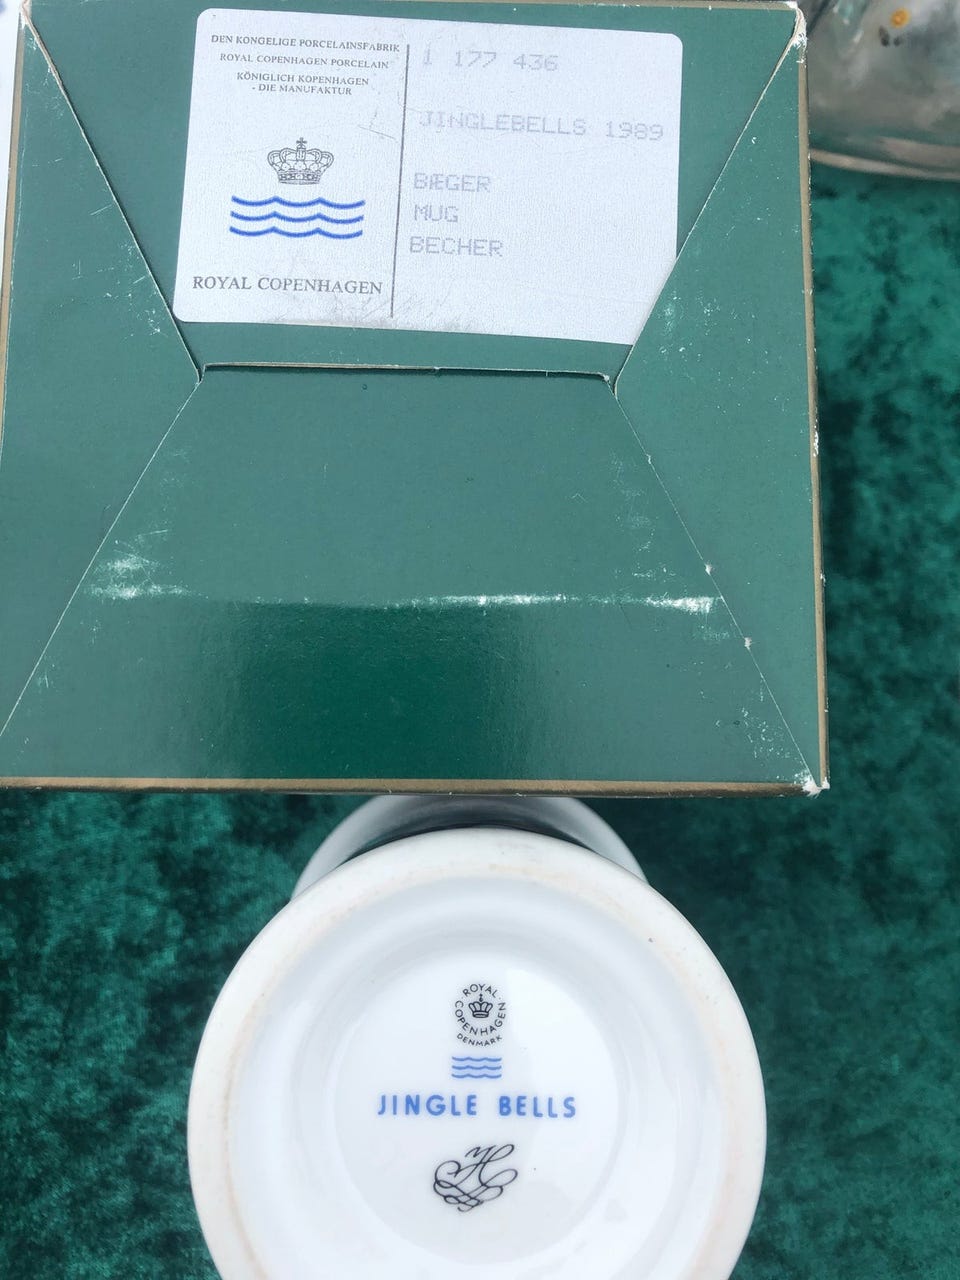 DEN KONGELIGE PORCELAINSFABRIK
ROYAL COPENHAGEN PORCELAIN
KÖNIGLICH KOPENHAGEN
- DIE MANUFAKTUR
ROYAL COPENHAGEN
1 177 436
JINGLEBELLS 1989
BÆGER
MUG
BECHER
ROYAL COPENHAGEN
DENMARK
JINGLE BELLS